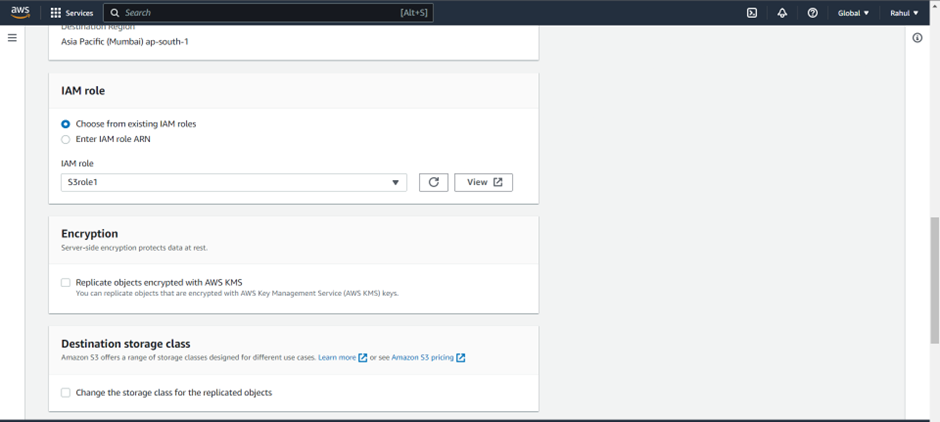 aws
Services
Search
[Alt+S]
Global
Rahul
Destination Region
Asia Pacific (Mumbai) ap-south-1
IAM role
Choose from existing IAM roles
Enter IAM role ARN
IAM role
S3role1
View
Encryption
Server-side encryption protects data at rest.
Replicate objects encrypted with AWS KMS
You can replicate objects that are encrypted with AWS Key Management Service (AWS KMS) keys.
Destination storage class
Amazon S3 offers a range of storage classes designed for different use cases. Learn more or see Amazon S3 pricing
Change the storage class for the replicated objects